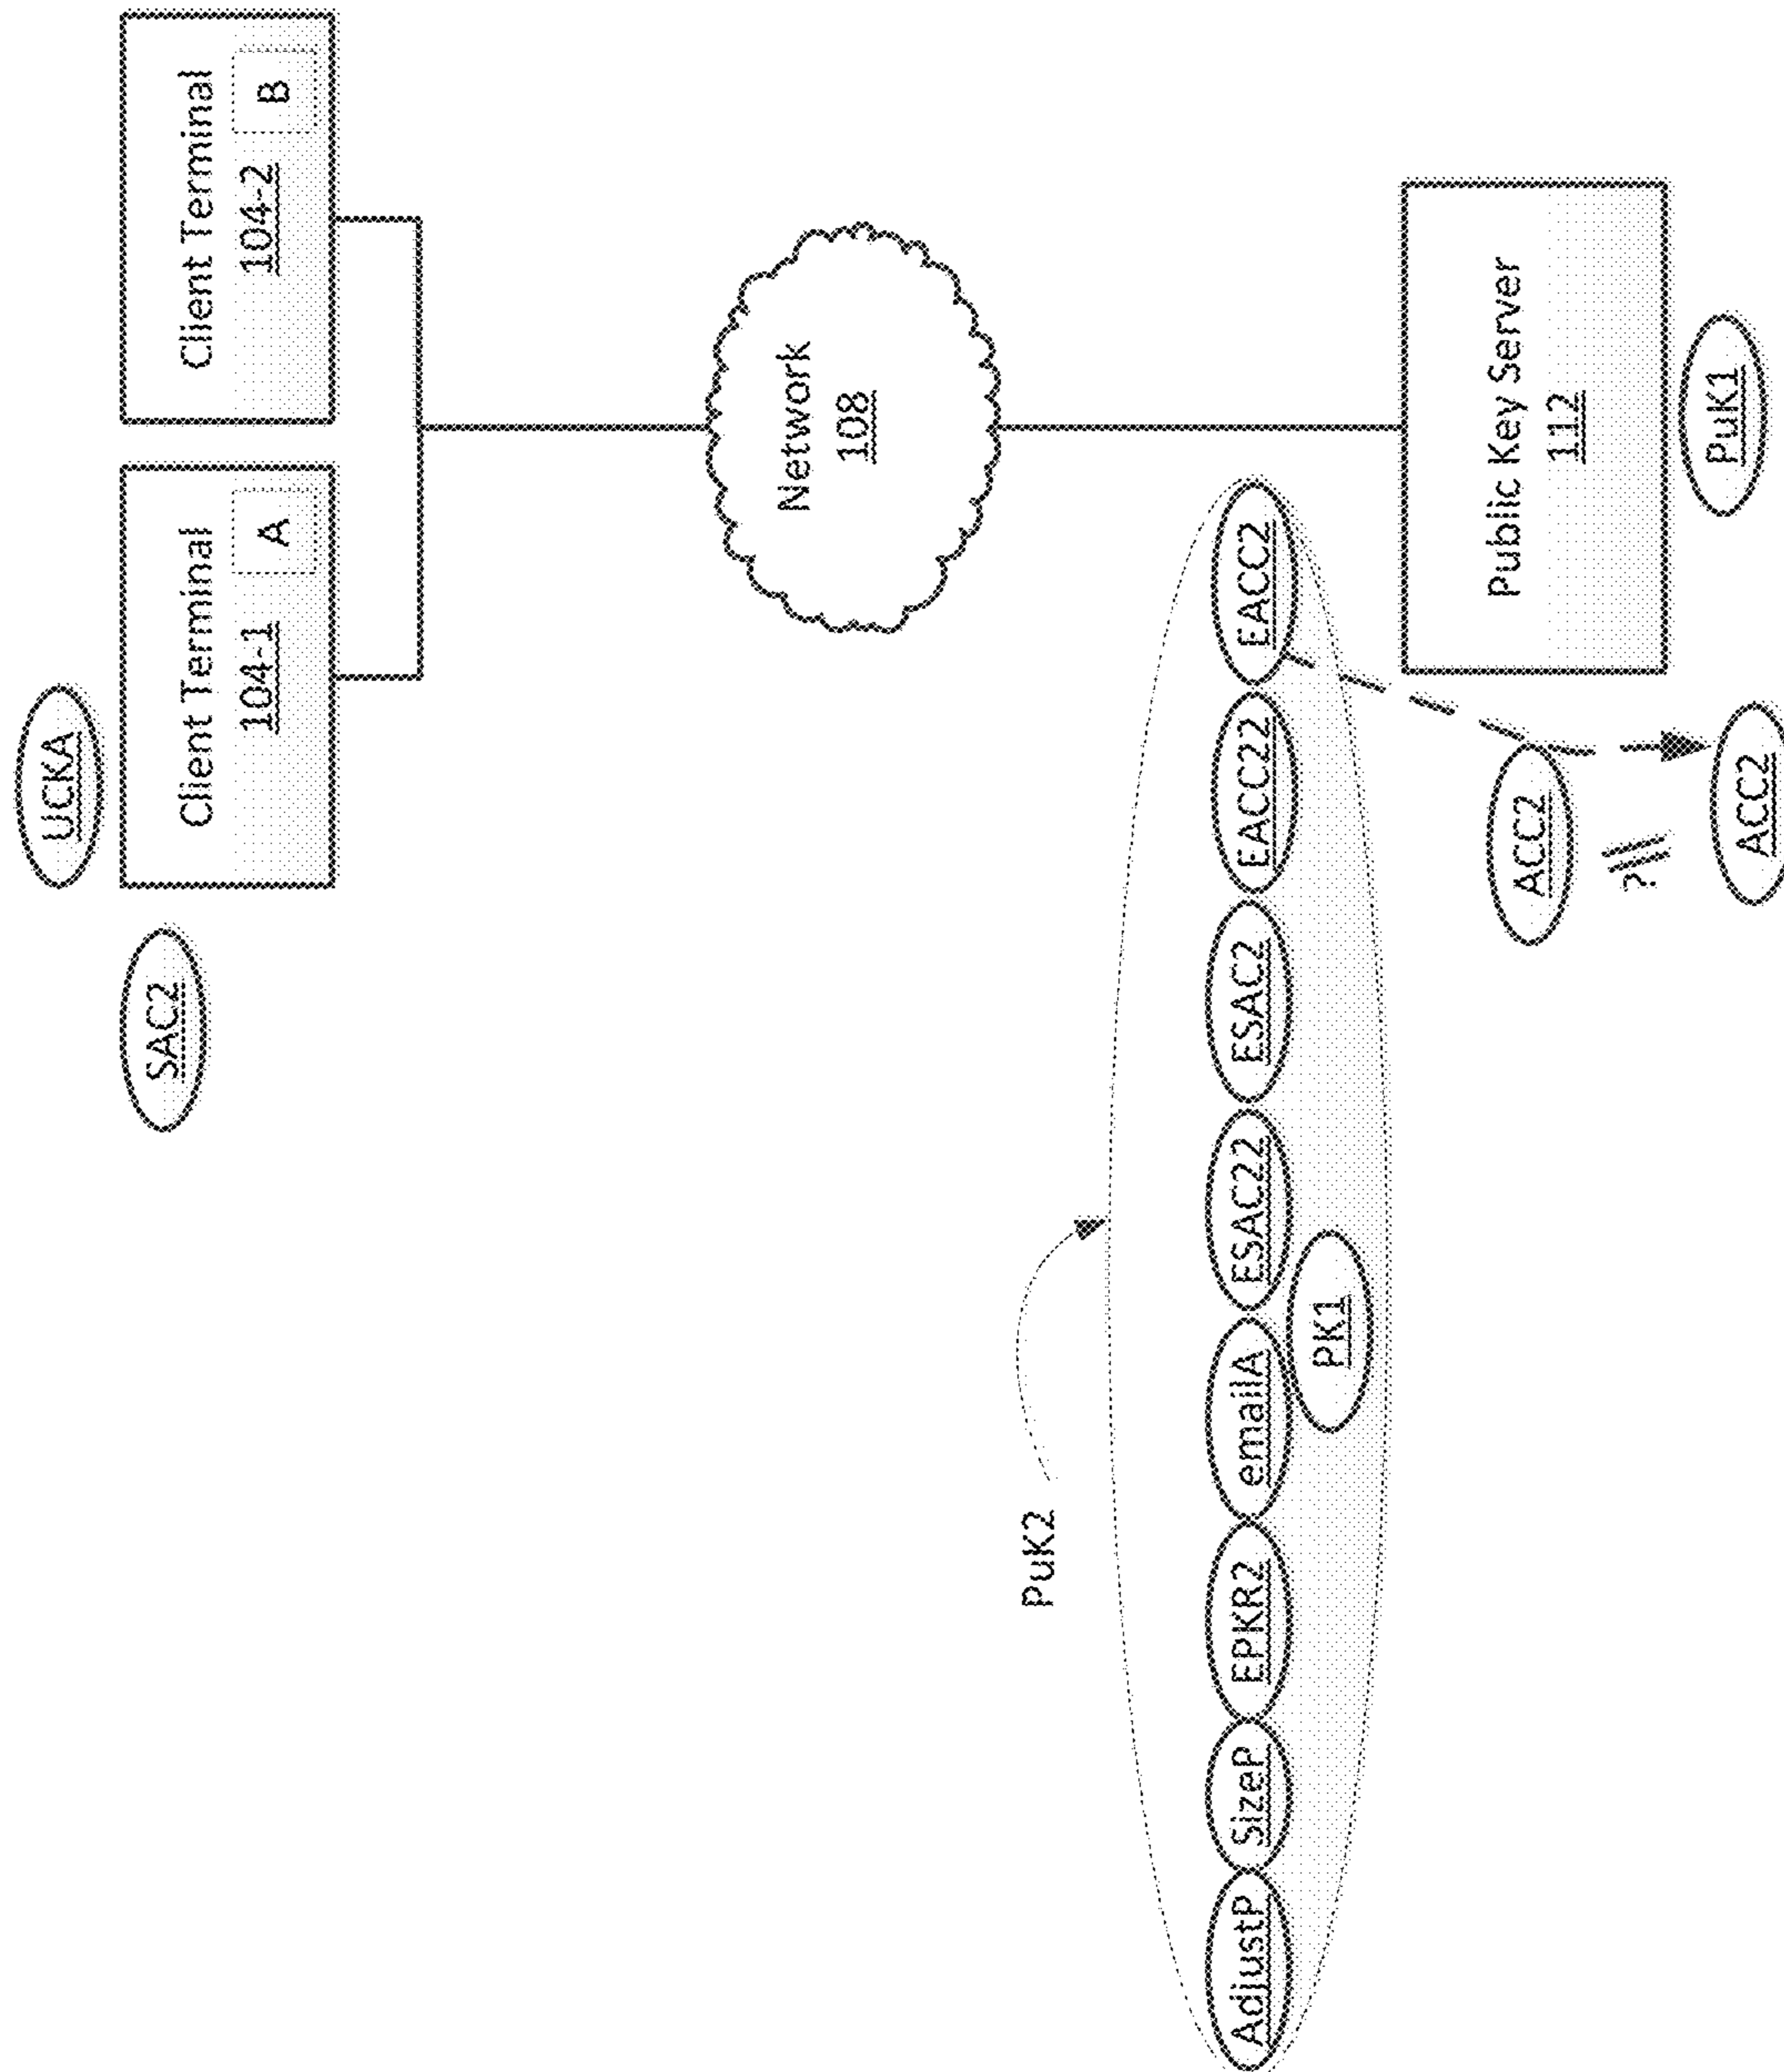 UCKA
SAC2
Client Terminal
104-1
A
Client Terminal
104-2
B
Network
108
PuK2
AdjustP
SizeP
EPKR2
emailA
ESAC22
ESAC2
EACC22
EACC2
PK1
Public Key Server
112
ACC2
?
ACC2
PuK1